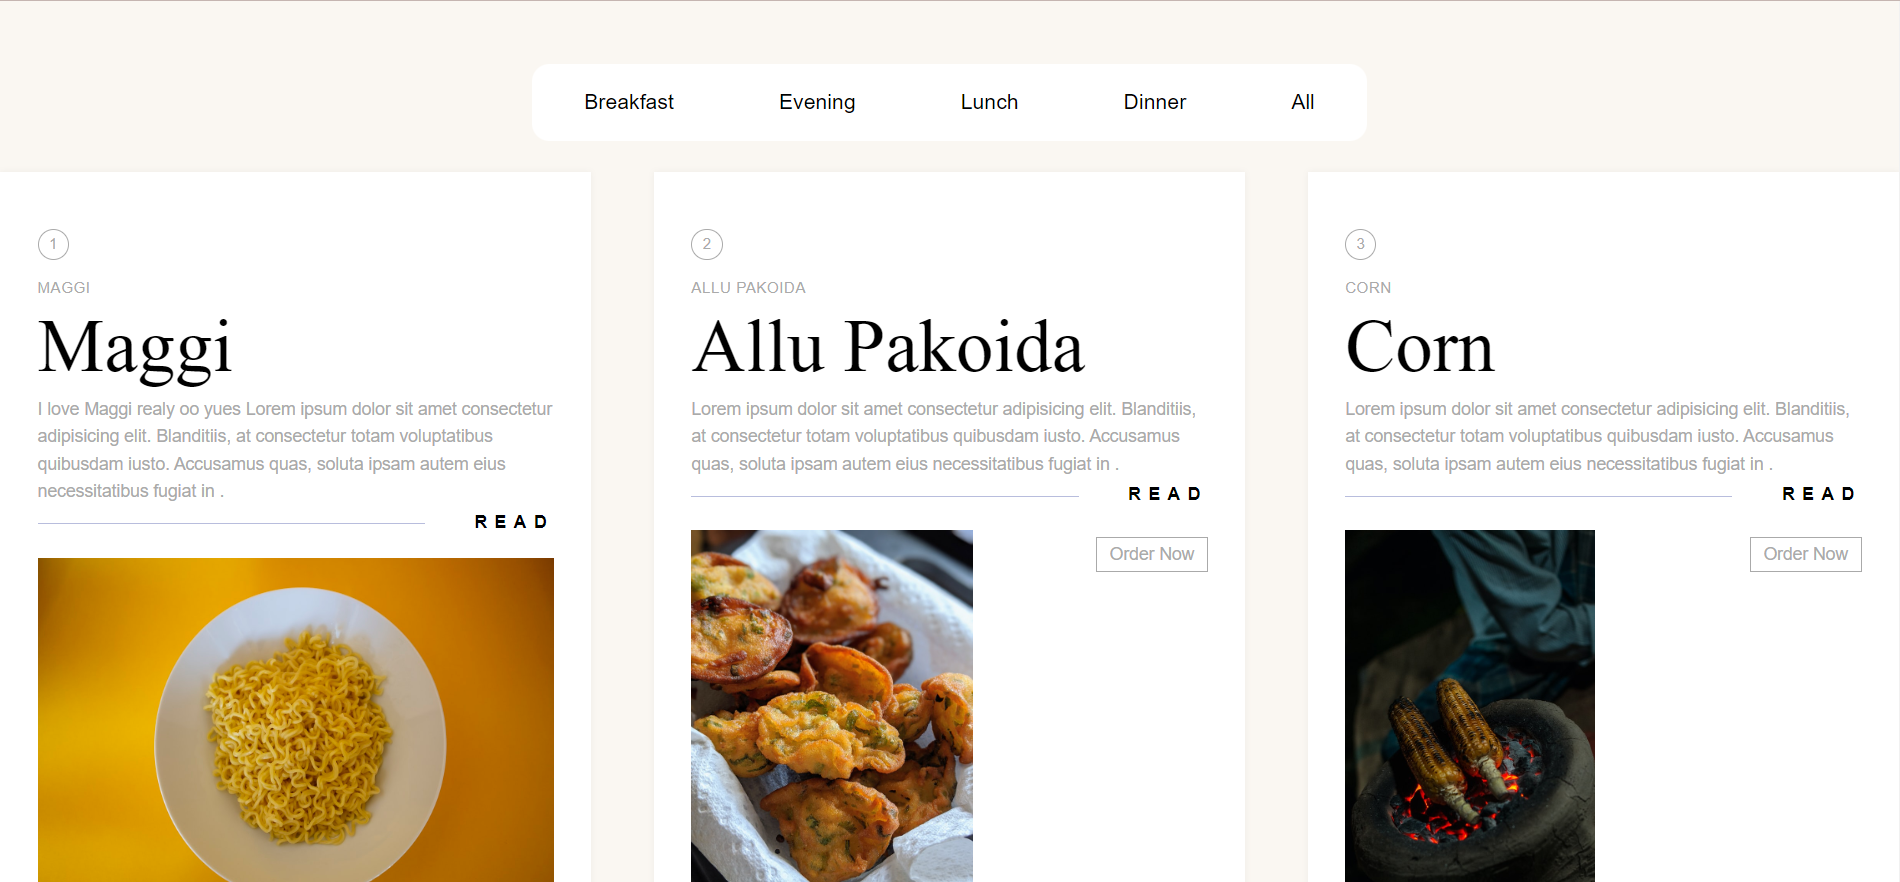 Breakfast Evening Lunch Dinner All
1
MAGGI
Maggi
I love Maggi realy oo yues Lorem ipsum dolor sit amet consectetur
adipisicing elit. Blanditiis, at consectetur totam voluptatibus
quibusdam iusto. Accusamus quas, soluta ipsam autem eius
necessitatibus fugiat in .
READ
2
ALLU PAKOIDA
Allu Pakoida
Lorem ipsum dolor sit amet consectetur adipisicing elit. Blanditiis,
at consectetur totam voluptatibus quibusdam iusto. Accusamus
quas, soluta ipsam autem eius necessitatibus fugiat in .
READ
Order Now
3
CORN
Corn
Lorem ipsum dolor sit amet consectetur adipisicing elit. Blanditiis,
at consectetur totam voluptatibus quibusdam iusto. Accusamus
quas, soluta ipsam autem eius necessitatibus fugiat in .
READ
Order Now